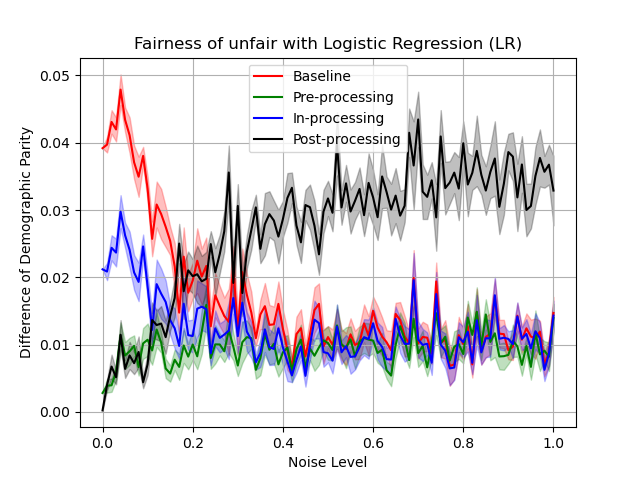 Fairness of unfair with Logistic Regression (LR)
Baseline
Pre-processing
In-processing
Post-processing
Difference of Demographic Parity
0.05
0.04
0.03
0.02
0.01
0.00
0.0 0.2 0.4 0.6 0.8 1.0
Noise Level